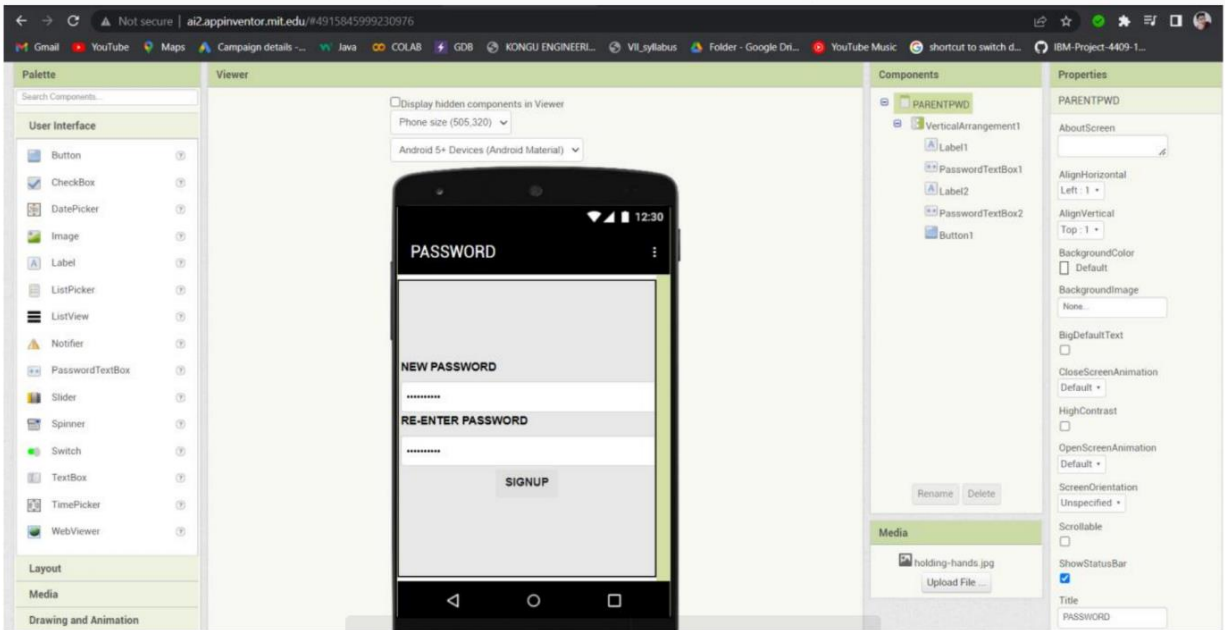 Not secure | ai2.appinventor.mit.edu/#4915845999230976
Gmail YouTube Maps Campaign details -... Java COLAB GDB KONGU ENGINEERI... VII_syllabus Folder - Google Dri... YouTube Music shortcut to switch d... IBM-Project-4409-1...
Palette
Search Components...
User Interface
Button
CheckBox
DatePicker
Image
Label
ListPicker
ListView
Notifier
PasswordTextBox
Slider
Spinner
Switch
TextBox
TimePicker
WebViewer
Layout
Media
Drawing and Animation
Viewer
Display hidden components in Viewer
Phone size (505,320)
Android 5+ Devices (Android Material)
12:30
PASSWORD
NEW PASSWORD
••••••••••
RE-ENTER PASSWORD
••••••••••
SIGNUP
Components
PARENTPWD
VerticalArrangement1
Label1
PasswordTextBox1
Label2
PasswordTextBox2
Button1
Rename Delete
Media
holding-hands.jpg
Upload File ...
Properties
PARENTPWD
AboutScreen
AlignHorizontal
Left : 1
AlignVertical
Top : 1
BackgroundColor
Default
BackgroundImage
None...
BigDefaultText
CloseScreenAnimation
Default
HighContrast
OpenScreenAnimation
Default
ScreenOrientation
Unspecified
Scrollable
ShowStatusBar
Title
PASSWORD